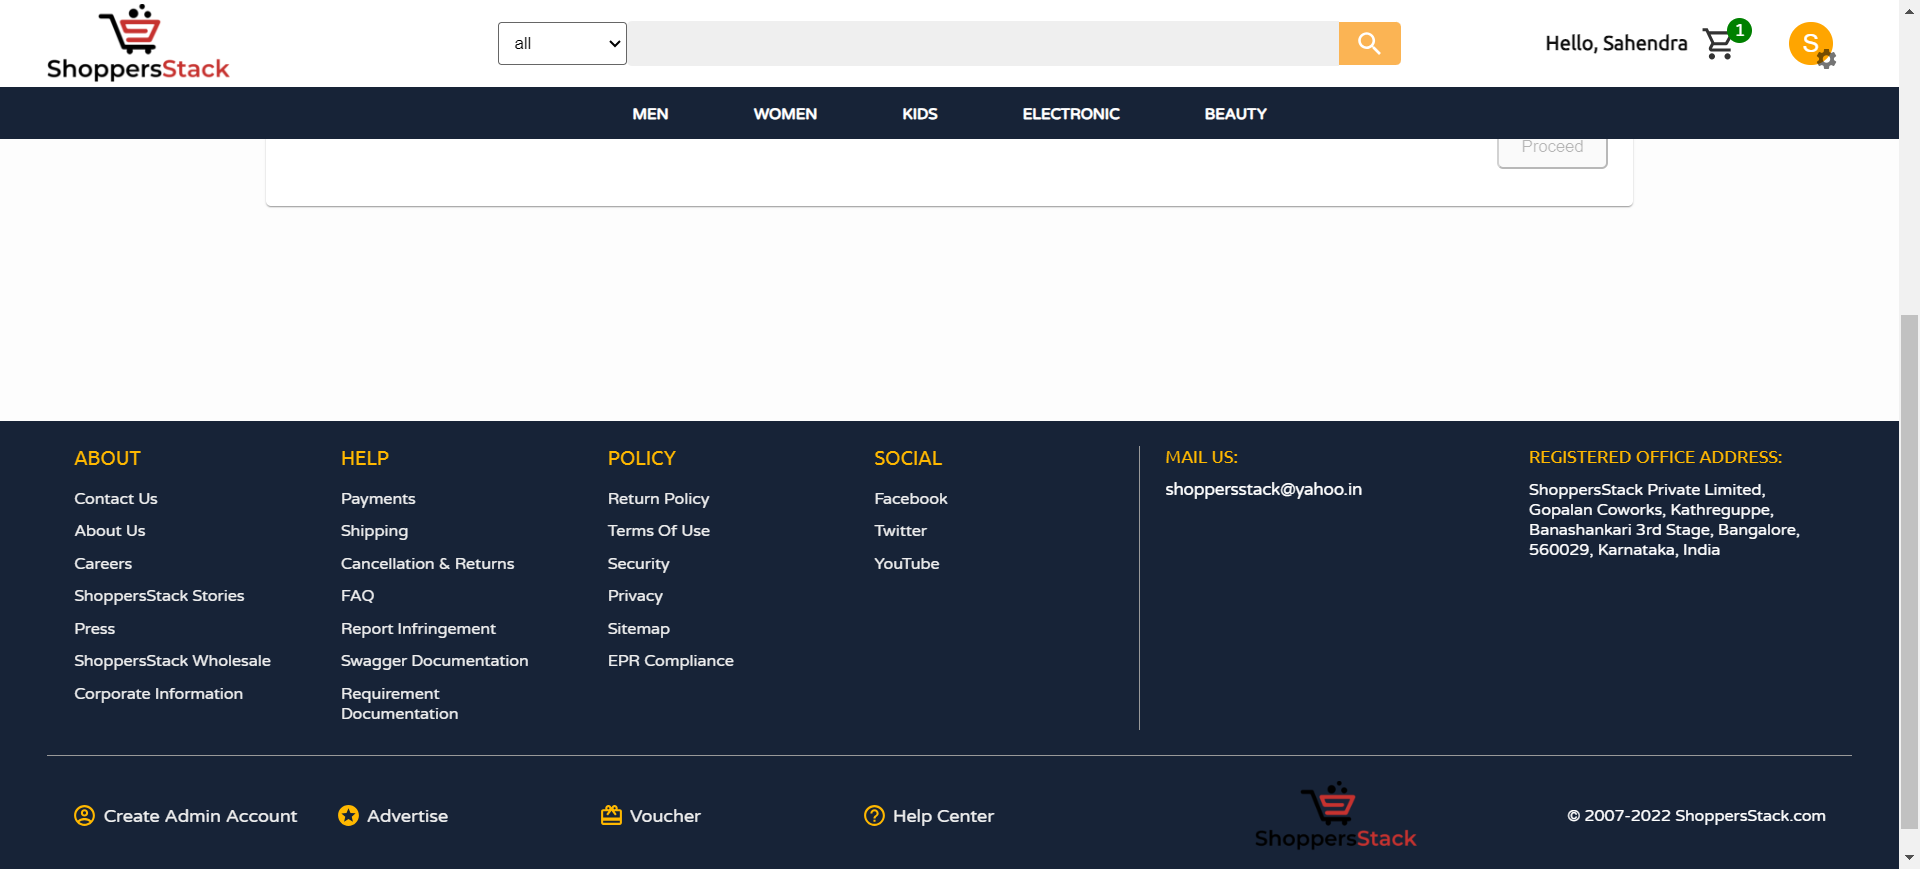 ShoppersStack
all
Hello, Sahendra
1
S
MEN
WOMEN
KIDS
ELECTRONIC
BEAUTY
Proceed
ABOUT
Contact Us
About Us
Careers
ShoppersStack Stories
Press
ShoppersStack Wholesale
Corporate Information
HELP
Payments
Shipping
Cancellation & Returns
FAQ
Report Infringement
Swagger Documentation
Requirement
Documentation
POLICY
Return Policy
Terms Of Use
Security
Privacy
Sitemap
EPR Compliance
SOCIAL
Facebook
Twitter
YouTube
MAIL US:
shoppersstack@yahoo.in
REGISTERED OFFICE ADDRESS:
ShoppersStack Private Limited,
Gopalan Coworks, Kathreguppe,
Banashankari 3rd Stage, Bangalore,
560029, Karnataka, India
Create Admin Account
Advertise
Voucher
Help Center
ShoppersStack
© 2007-2022 ShoppersStack.com